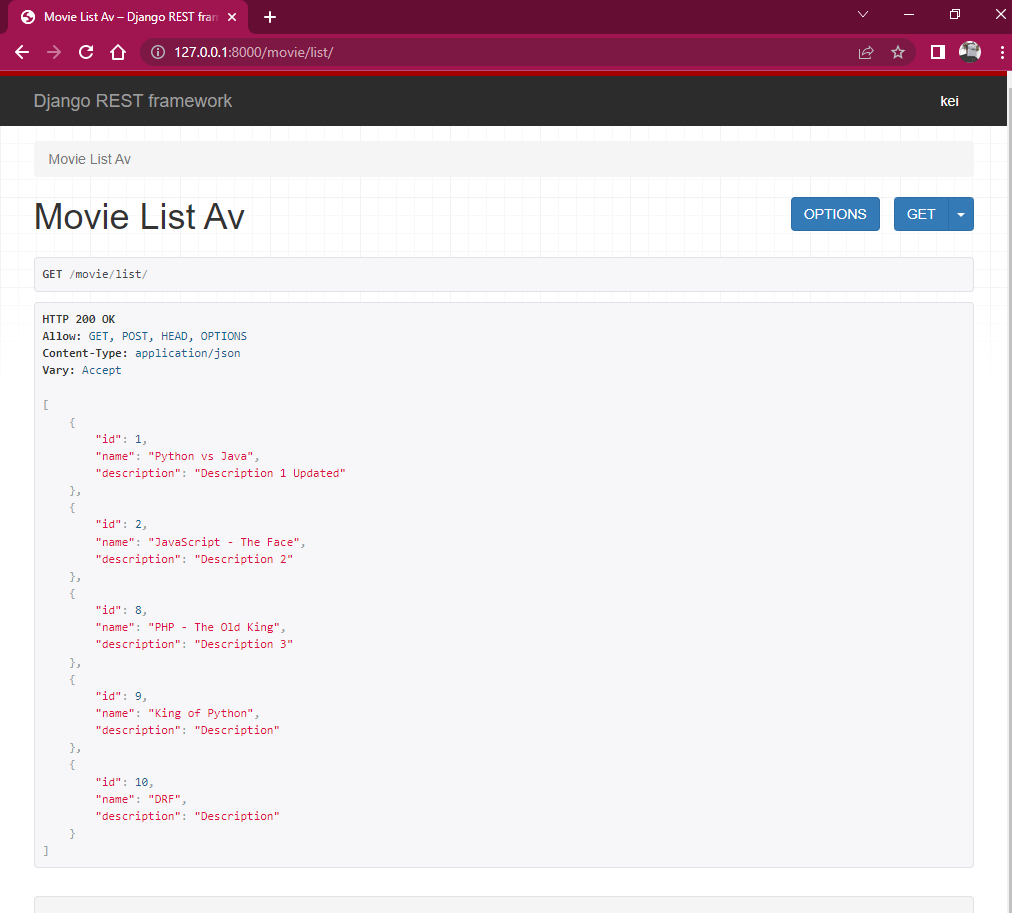 Movie List Av – Django REST fram
127.0.0.1:8000/movie/list/
Django REST framework
kei
Movie List Av
Movie List Av
OPTIONS
GET
GET /movie/list/
HTTP 200 OK
Allow: GET, POST, HEAD, OPTIONS
Content-Type: application/json
Vary: Accept
[
    {
        "id": 1,
        "name": "Python vs Java",
        "description": "Description 1 Updated"
    },
    {
        "id": 2,
        "name": "JavaScript - The Face",
        "description": "Description 2"
    },
    {
        "id": 8,
        "name": "PHP - The Old King",
        "description": "Description 3"
    },
    {
        "id": 9,
        "name": "King of Python",
        "description": "Description"
    },
    {
        "id": 10,
        "name": "DRF",
        "description": "Description"
    }
]